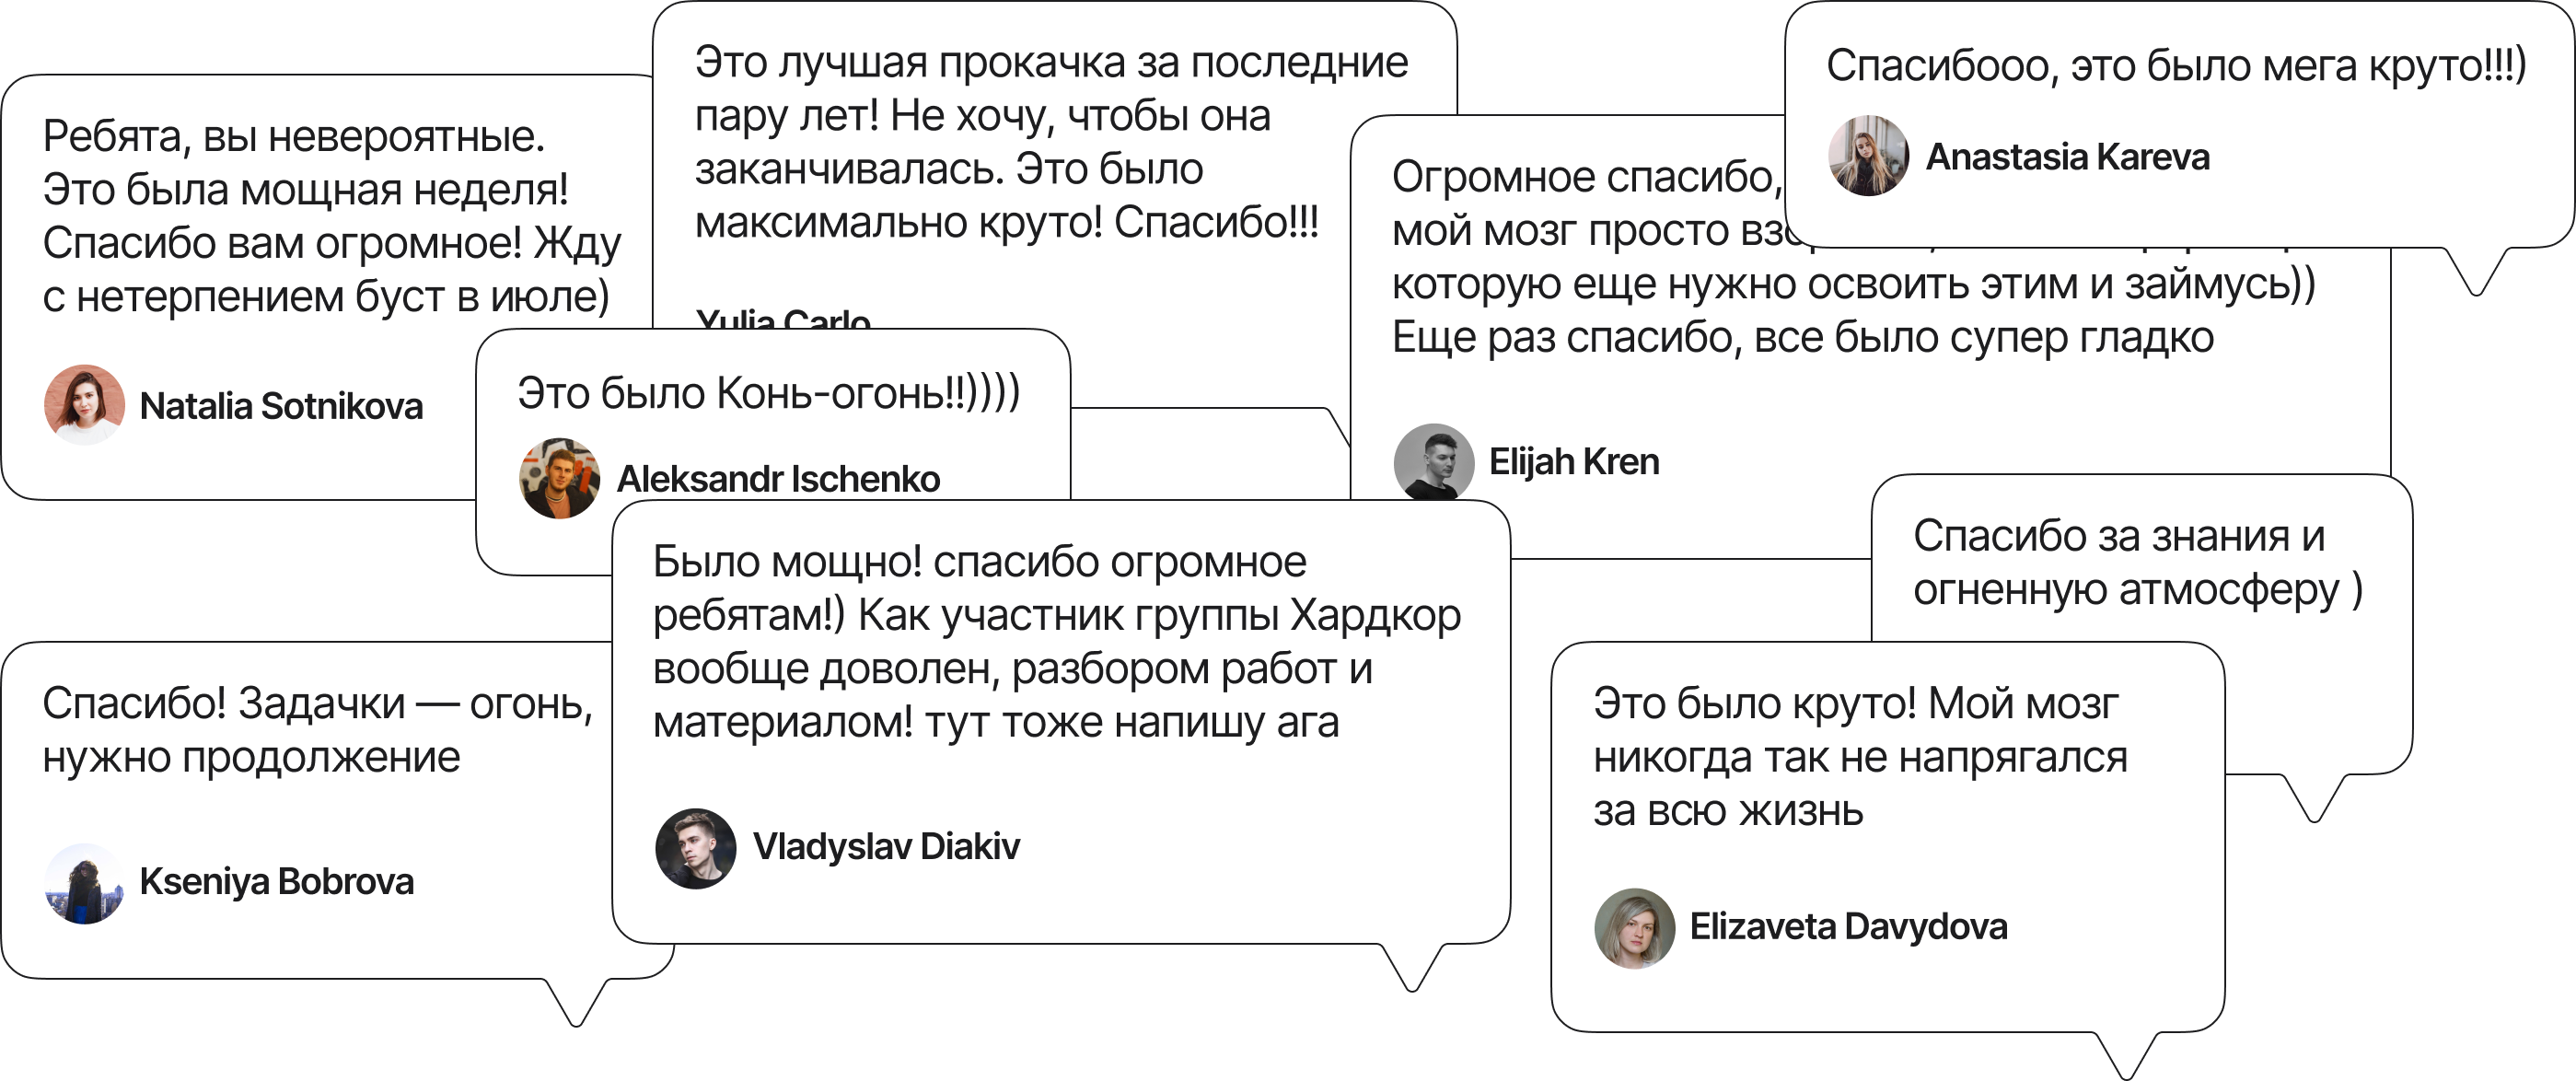 Ребята, вы невероятные.
Это была мощная неделя!
Спасибо вам огромное! Жду
с нетерпением буст в июле)
Natalia Sotnikova
Это лучшая прокачка за последние
пару лет! Не хочу, чтобы она
заканчивалась. Это было
максимально круто! Спасибо!!!
Yulia Carlo
Спасибооо, это было мега круто!!!)
Anastasia Kareva
Огромное спасибо,
мой мозг просто
которую еще нужно освоить этим и займусь))
Еще раз спасибо, все было супер гладко
Elijah Kren
Это было Конь-огонь!!))))
Aleksandr Ischenko
Было мощно! спасибо огромное
ребятам!) Как участник группы Хардкор
вообще доволен, разбором работ и
материалом! тут тоже напишу ага
Vladyslav Diakiv
Спасибо за знания и
огненную атмосферу )
Спасибо! Задачки — огонь,
нужно продолжение
Kseniya Bobrova
Это было круто! Мой мозг
никогда так не напрягался
за всю жизнь
Elizaveta Davydova